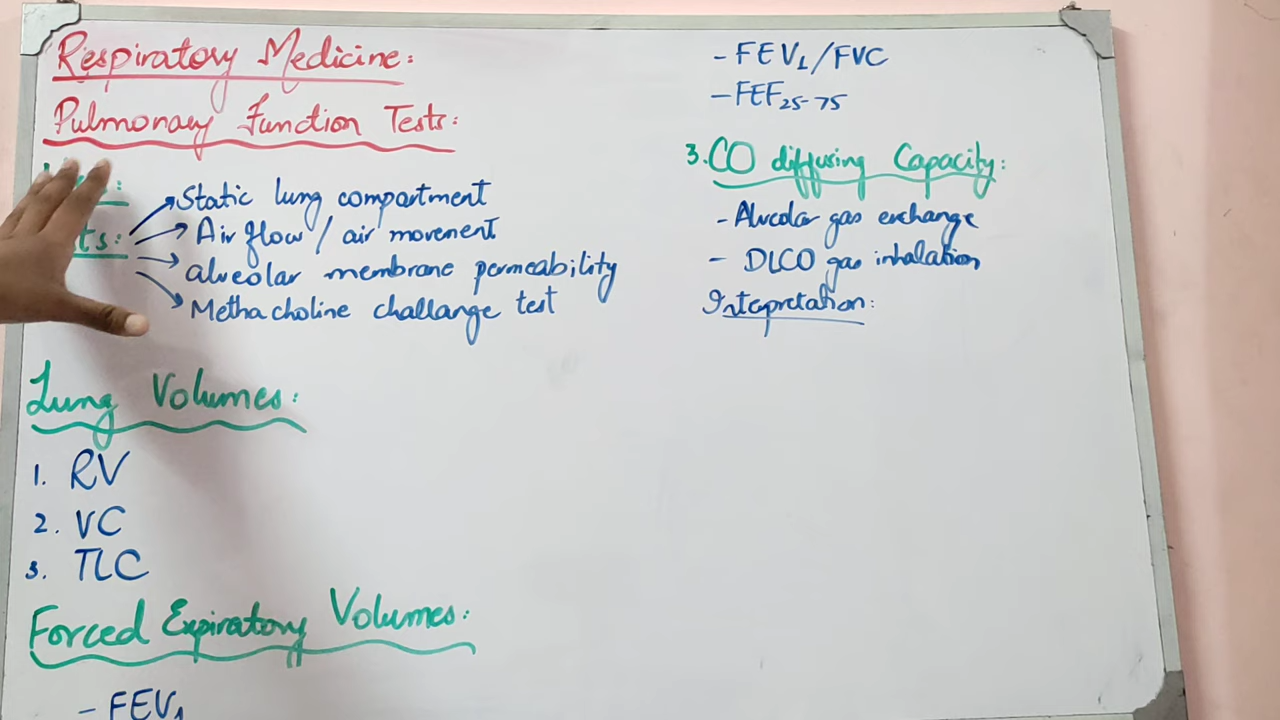 Respiratory Medicine:
Pulmonary Function Tests:
Static lung compartment
Air flow / air movement
alveolar membrane permeability
Methacholine challange test
Lung Volumes:
1. RV
2. VC
3. TLC
Forced Expiratory Volumes:
- FEV1
- FEV1/FVC
- FEF25-75
3. CO diffusing Capacity:
- Alveolar gas exchange
- DLCO gas inhalation
Interpretation: